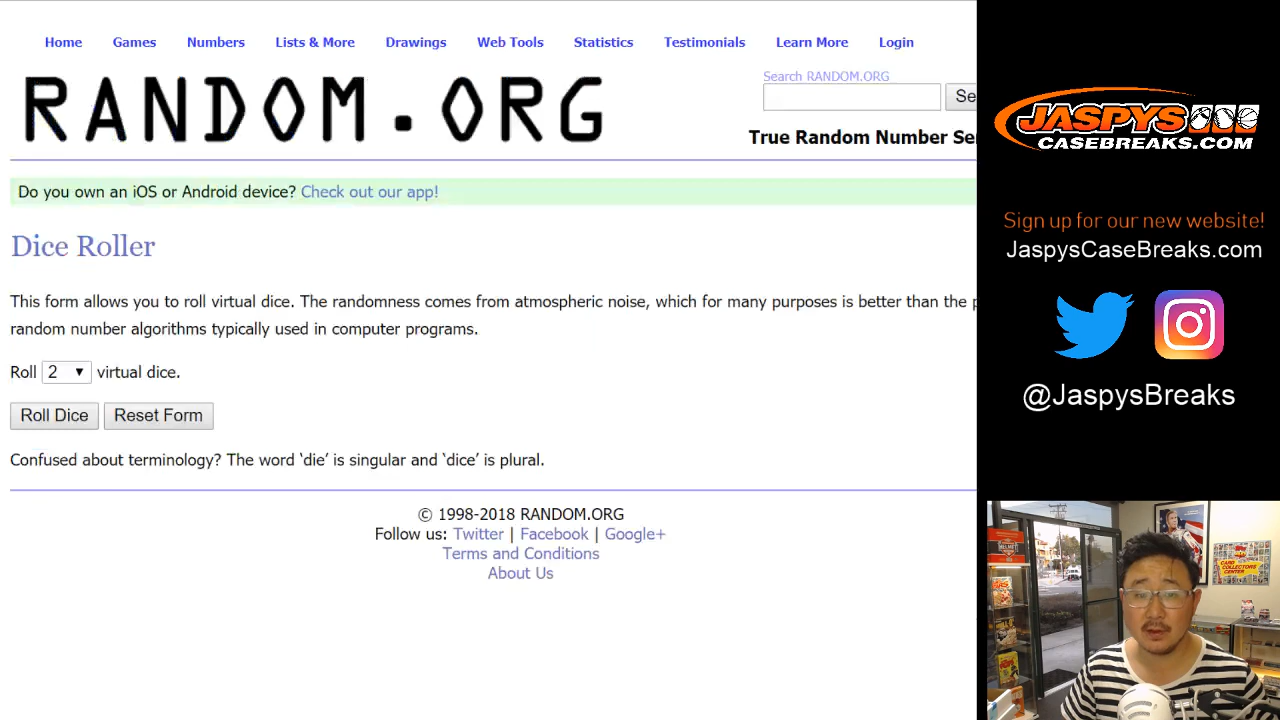 Home Games Numbers Lists & More Drawings Web Tools Statistics Testimonials Learn More Login
RANDOM.ORG
Search RANDOM.ORG
Se
True Random Number Se
Do you own an iOS or Android device? Check out our app!
Dice Roller
This form allows you to roll virtual dice. The randomness comes from atmospheric noise, which for many purposes is better than the
random number algorithms typically used in computer programs.
Roll 2 ▼ virtual dice.
Roll Dice Reset Form
Confused about terminology? The word ‘die’ is singular and ‘dice’ is plural.
© 1998-2018 RANDOM.ORG
Follow us: Twitter | Facebook | Google+
Terms and Conditions
About Us
JASPYS
CASEBREAKS.COM
Sign up for our new website!
JaspysCaseBreaks.com
@JaspysBreaks
CARD
COLLECTORS
CENTER